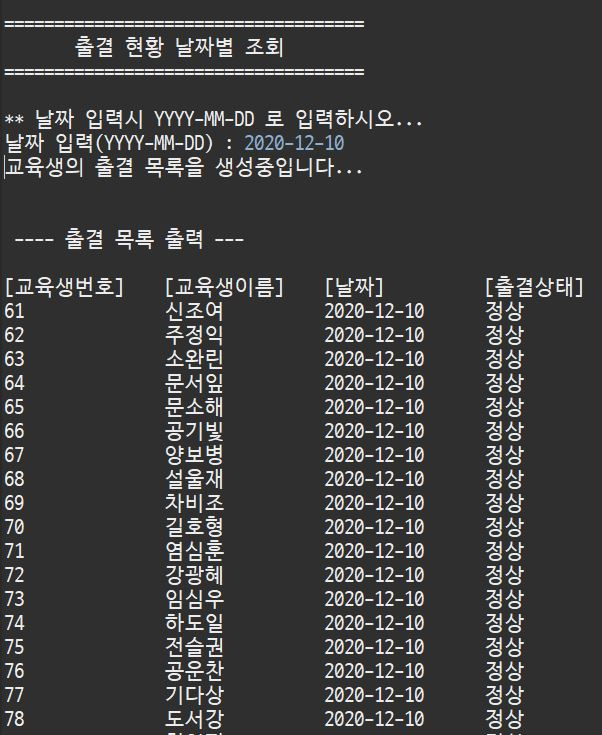 ====================================
출결 현황 날짜별 조회
====================================
** 날짜 입력시 YYYY-MM-DD 로 입력하시오...
날짜 입력(YYYY-MM-DD) : 2020-12-10
교육생의 출결 목록을 생성중입니다...
---- 출결 목록 출력 ---
[교육생번호] [교육생이름] [날짜] [출결상태]
61 신조여 2020-12-10 정상
62 주정익 2020-12-10 정상
63 소완린 2020-12-10 정상
64 문서잎 2020-12-10 정상
65 문소해 2020-12-10 정상
66 공기빛 2020-12-10 정상
67 양보병 2020-12-10 정상
68 설울재 2020-12-10 정상
69 차비조 2020-12-10 정상
70 길호형 2020-12-10 정상
71 염심훈 2020-12-10 정상
72 강광혜 2020-12-10 정상
73 임심우 2020-12-10 정상
74 하도일 2020-12-10 정상
75 전슬권 2020-12-10 정상
76 공운찬 2020-12-10 정상
77 기다상 2020-12-10 정상
78 도서강 2020-12-10 정상